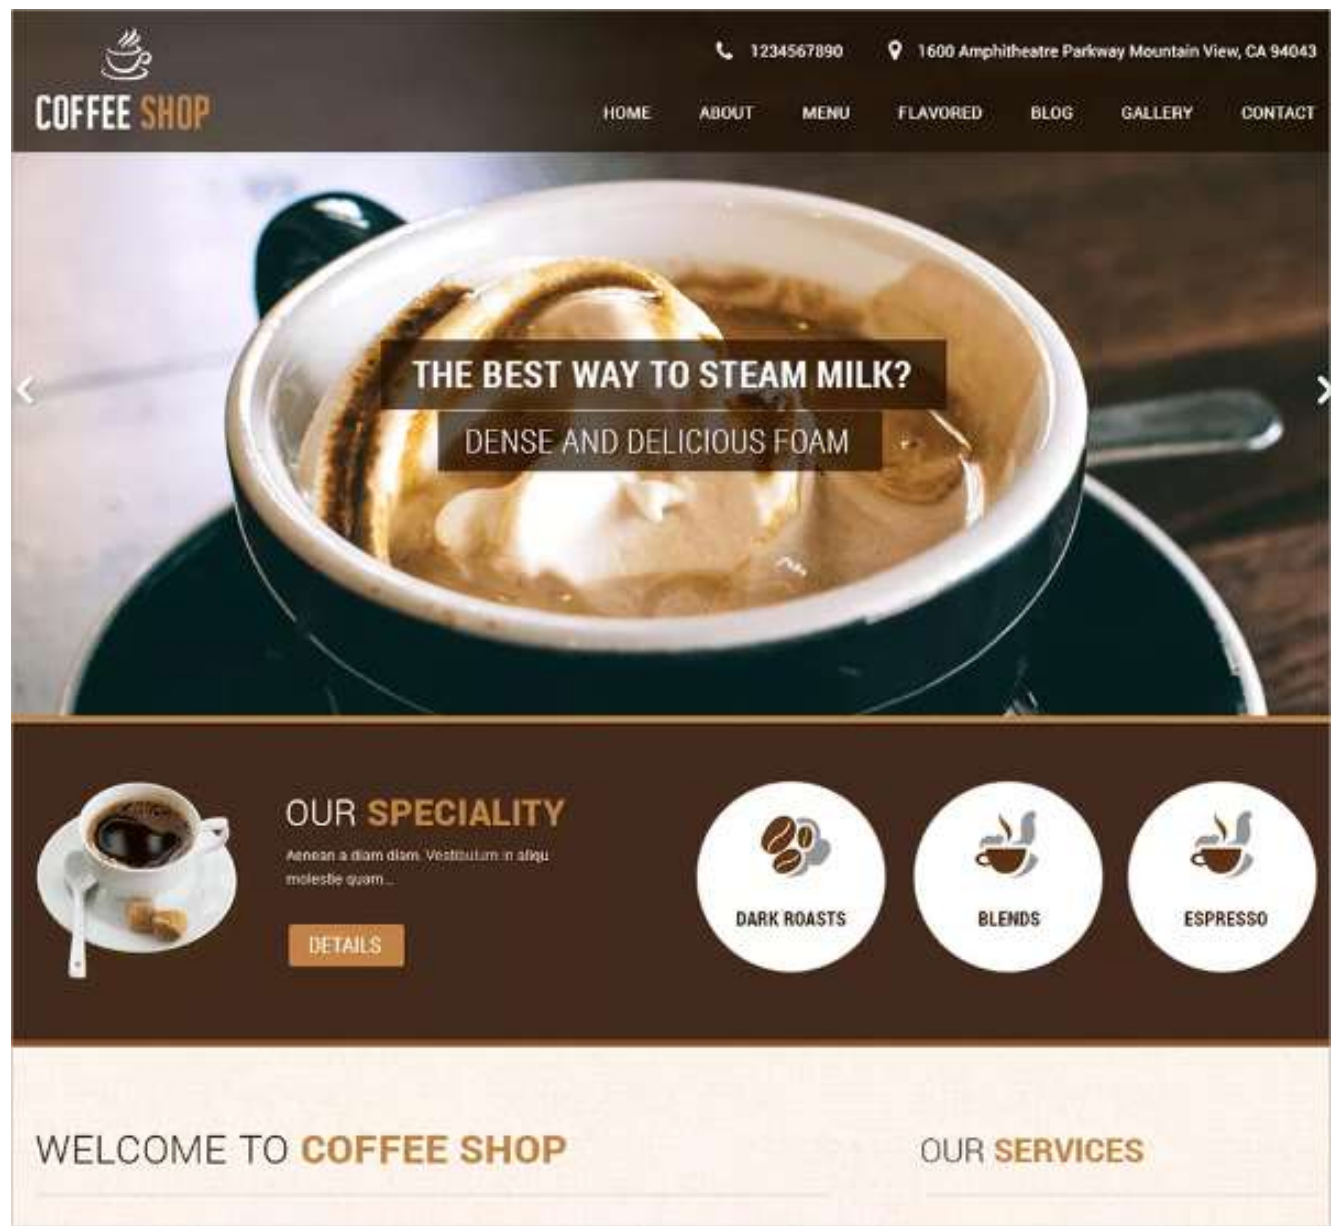 COFFEE SHOP
1234567890
1600 Amphitheatre Parkway Mountain View, CA 94043
HOME ABOUT MENU FLAVORED BLOG GALLERY CONTACT
THE BEST WAY TO STEAM MILK?
DENSE AND DELICIOUS FOAM
OUR SPECIALITY
Aenean a diam diam. Vestibulum in aliqu
molestie quam...
DETAILS
DARK ROASTS
BLENDS
ESPRESSO
WELCOME TO COFFEE SHOP
OUR SERVICES